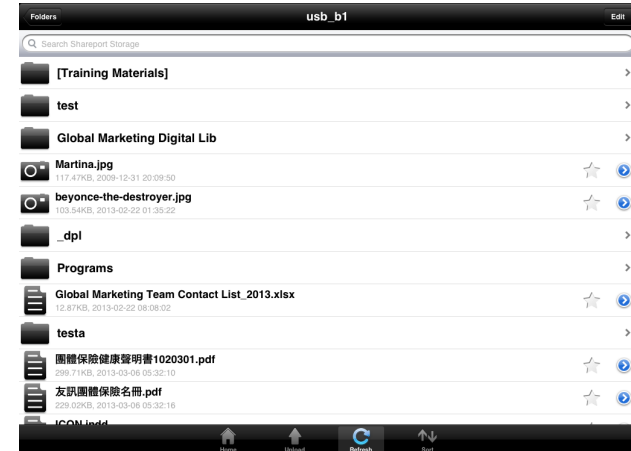 Folders
usb_b1
Edit
Search Shareport Storage
[Training Materials]
test
Global Marketing Digital Lib
Martina.jpg
117.47KB, 2009-12-31 20:09:50
beyonce-the-destroyer.jpg
103.54KB, 2013-02-22 01:35:22
_dpl
Programs
Global Marketing Team Contact List_2013.xlsx
12.87KB, 2013-02-22 08:08:02
testa
團體保險健康聲明書1020301.pdf
299.71KB, 2013-03-06 05:32:10
友訊團體保險名冊.pdf
229.02KB, 2013-03-06 05:32:16
ICON.indd
Home
Upload
Refresh
Sort